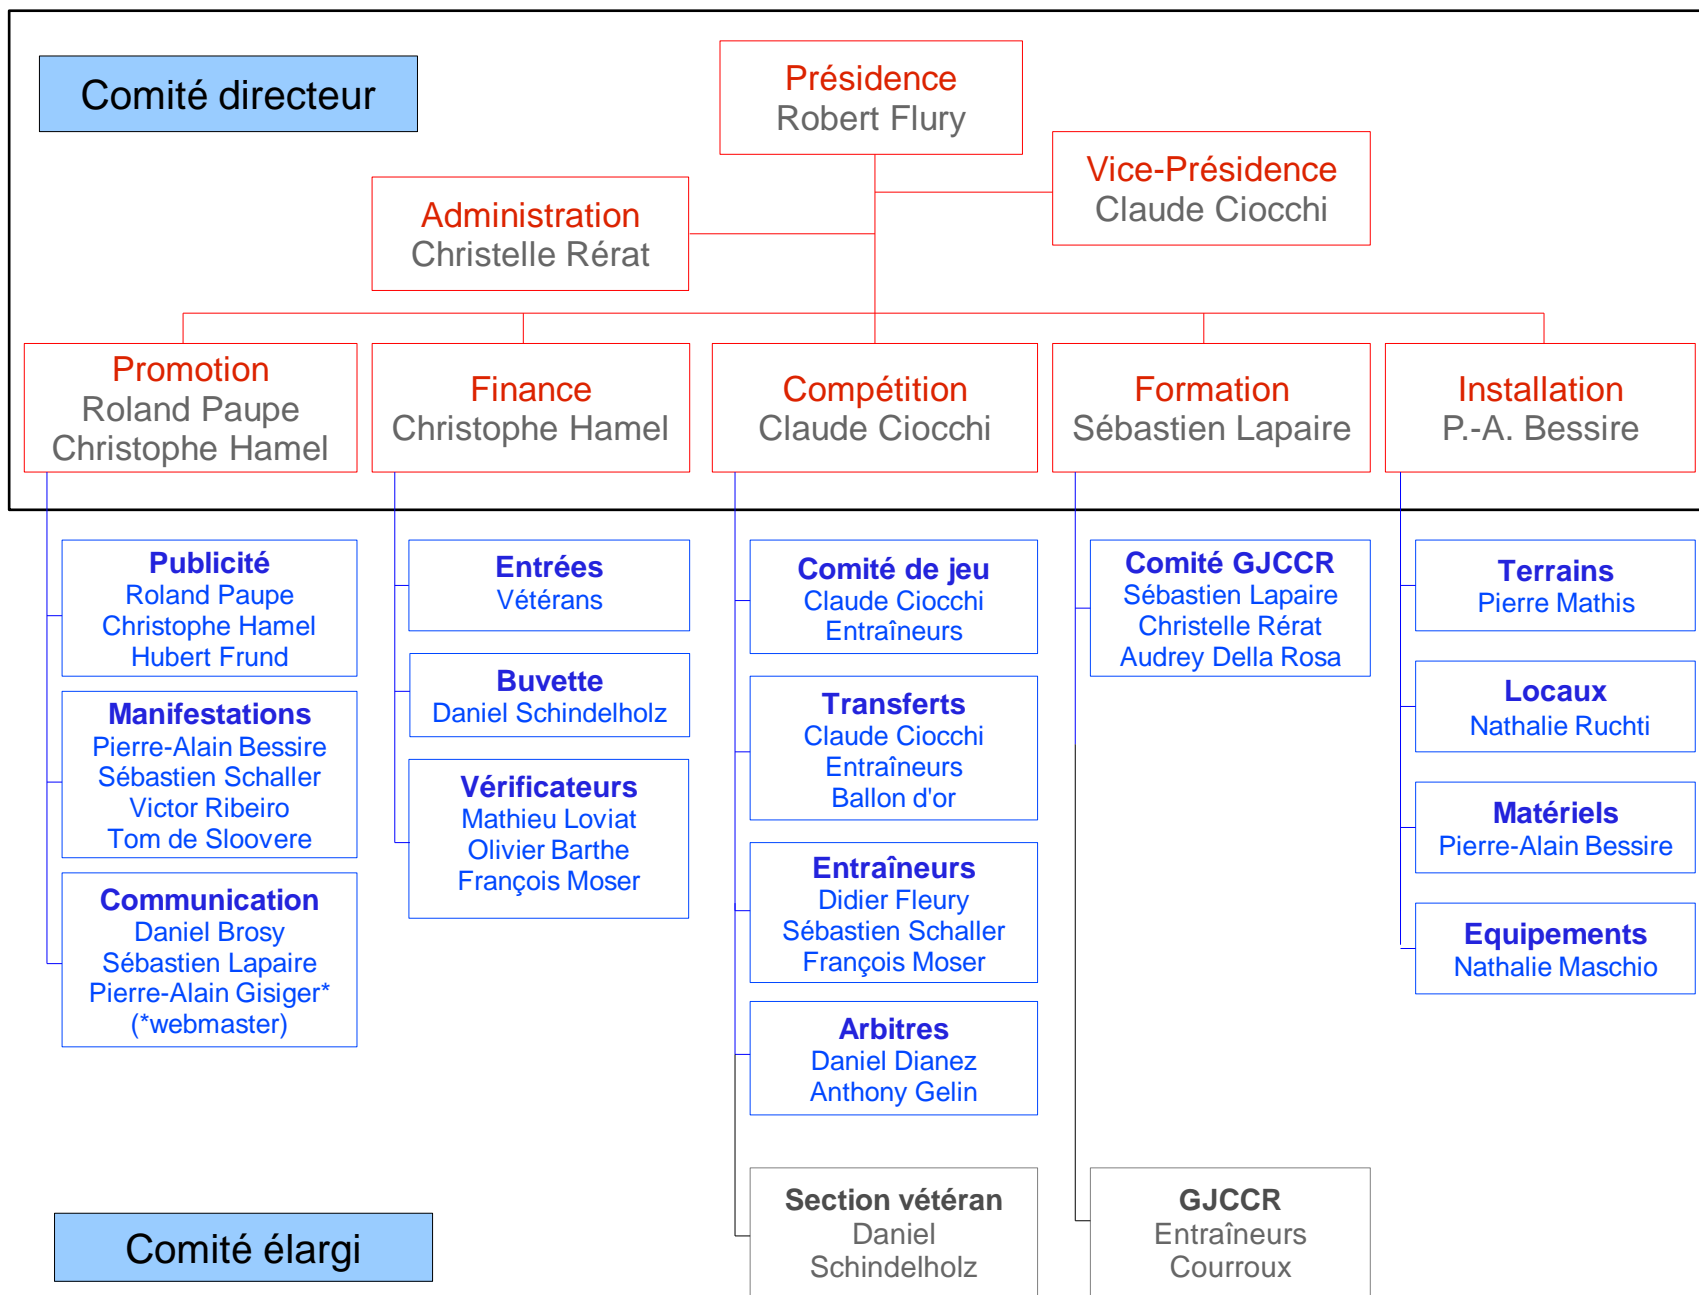 Comité directeur
Présidence
Robert Flury
Vice-Présidence
Claude Ciocchi
Administration
Christelle Rérat
Promotion
Roland Paupe
Christophe Hamel
Finance
Christophe Hamel
Compétition
Claude Ciocchi
Formation
Sébastien Lapaire
Installation
P.-A. Bessire
Publicité
Roland Paupe
Christophe Hamel
Hubert Frund
Manifestations
Pierre-Alain Bessire
Sébastien Schaller
Victor Ribeiro
Tom de Sloovere
Communication
Daniel Brosy
Sébastien Lapaire
Pierre-Alain Gisiger*
(*webmaster)
Entrées
Vétérans
Buvette
Daniel Schindelholz
Vérificateurs
Mathieu Loviat
Olivier Barthe
François Moser
Comité de jeu
Claude Ciocchi
Entraîneurs
Transferts
Claude Ciocchi
Entraîneurs
Ballon d'or
Entraîneurs
Didier Fleury
Sébastien Schaller
François Moser
Arbitres
Daniel Dianez
Anthony Gelin
Section vétéran
Daniel
Schindelholz
Comité GJCCR
Sébastien Lapaire
Christelle Rérat
Audrey Della Rosa
GJCCR
Entraîneurs
Courroux
Terrains
Pierre Mathis
Locaux
Nathalie Ruchti
Matériels
Pierre-Alain Bessire
Equipements
Nathalie Maschio
Comité élargi